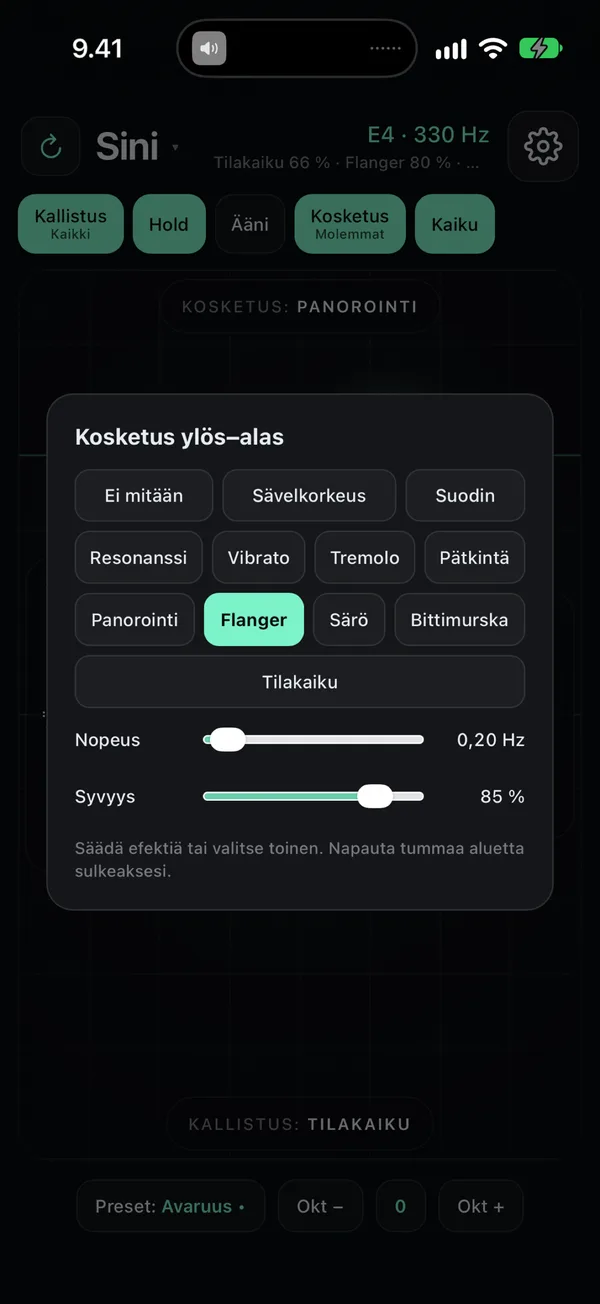 9.41
Sini ▾
E4 · 330 Hz
Tilakaiku 66 % · Flanger 80 % · ...
Kallistus
Kaikki
Hold
Ääni
Kosketus
Molemmat
Kaiku
KOSKETUS: PANOROINTI
Kosketus ylös–alas
Ei mitään Sävelkorkeus Suodin
Resonanssi Vibrato Tremolo Pätkintä
Panorointi Flanger Särö Bittimurska
Tilakaiku
Nopeus 0,20 Hz
Syvyys 85 %
Säädä efektiä tai valitse toinen. Napauta tummaa aluetta
sulkeaksesi.
KALLISTUS: TILAKAIKU
Preset: Avaruus • Okt – 0 Okt +